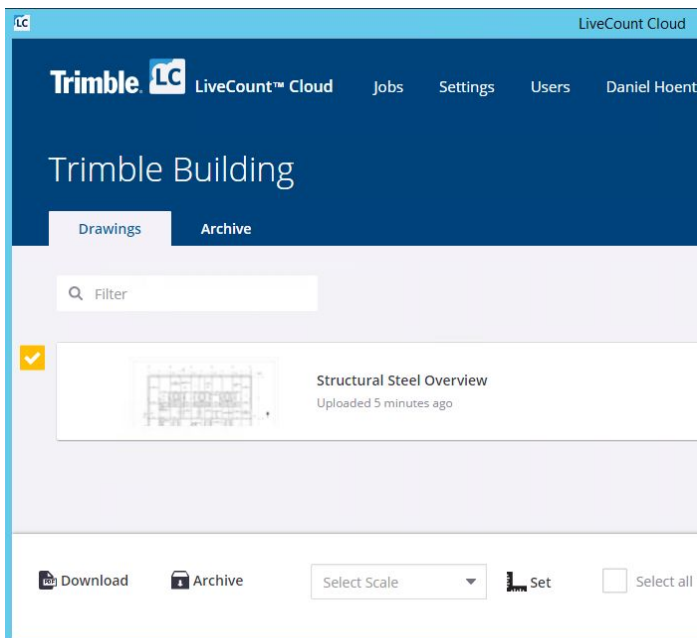 LC LiveCount Cloud
Trimble. LC LiveCount™ Cloud Jobs Settings Users Daniel Hoent
Trimble Building
Drawings Archive
Filter
Structural Steel Overview
Uploaded 5 minutes ago
PDF Download Archive Select Scale Set Select all